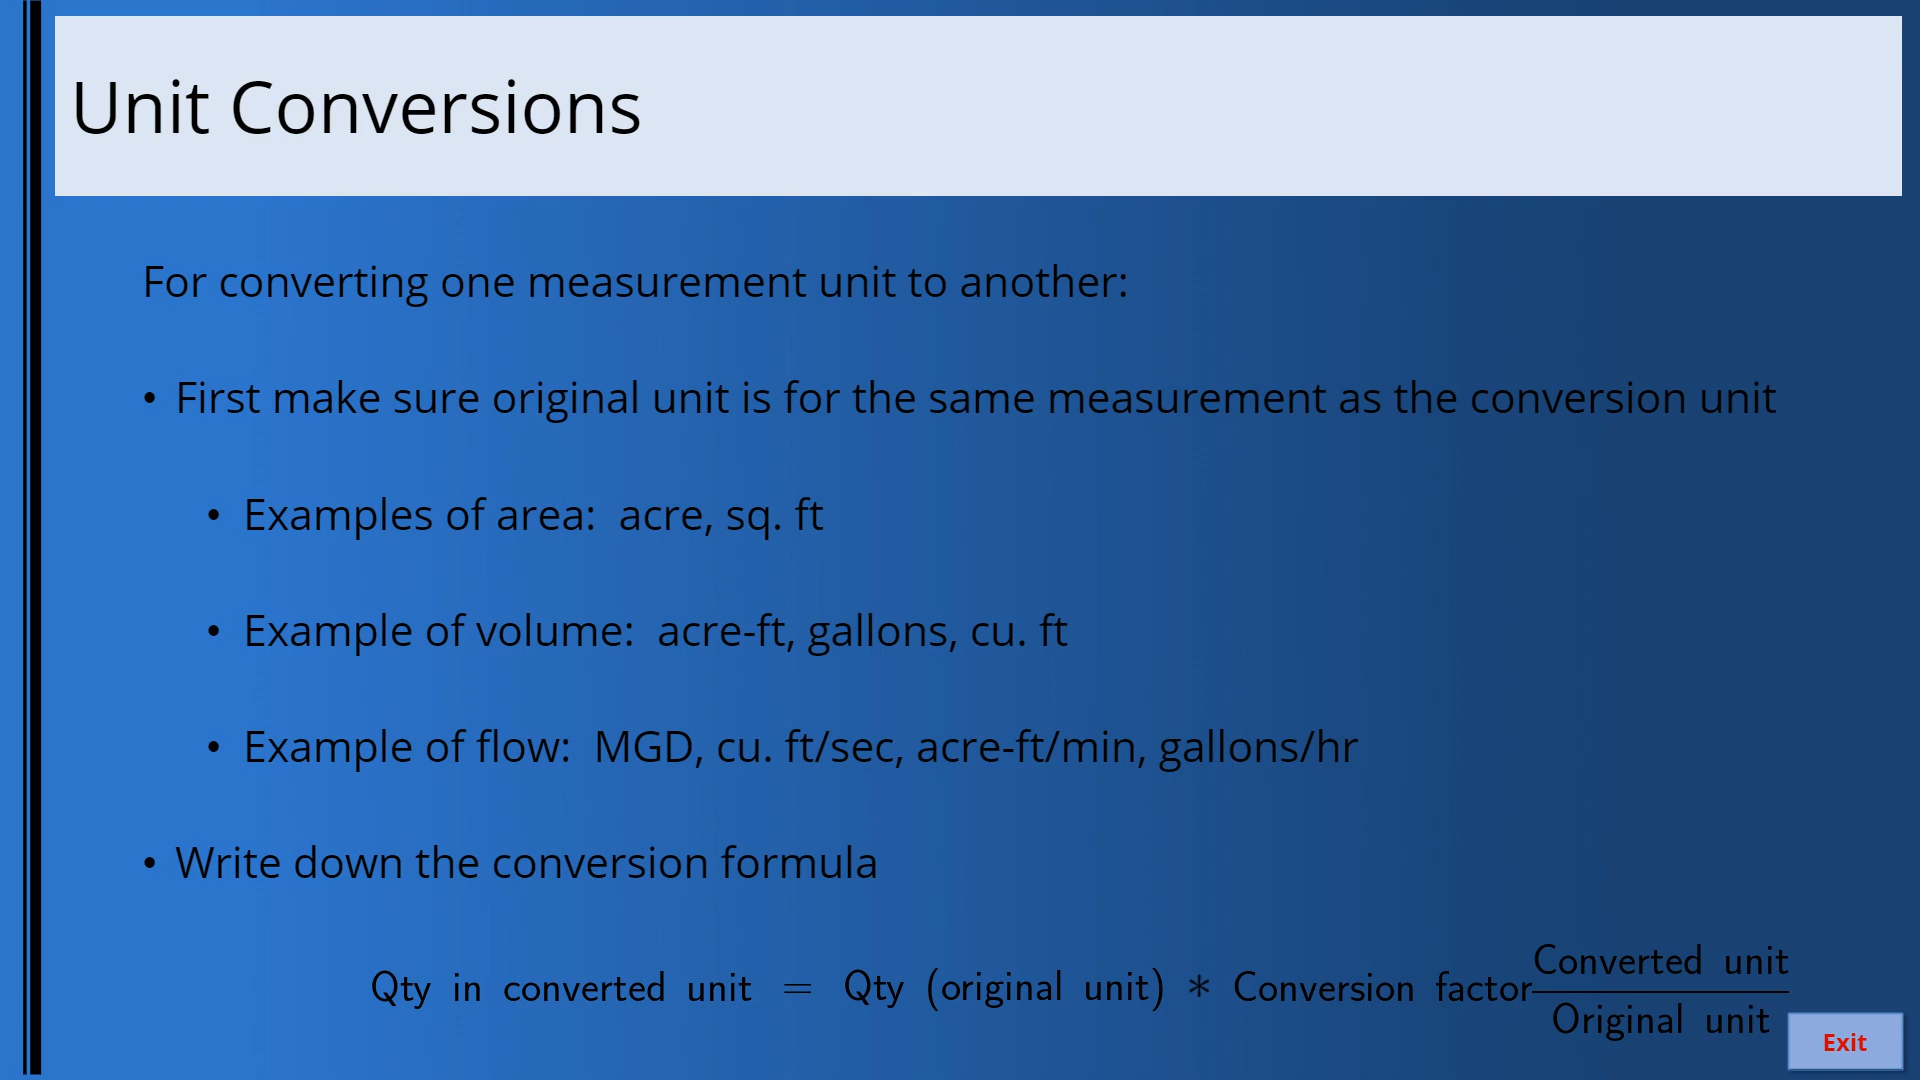 Unit Conversions
For converting one measurement unit to another:
• First make sure original unit is for the same measurement as the conversion unit
• Examples of area:  acre, sq. ft
• Example of volume:  acre-ft, gallons, cu. ft
• Example of flow:  MGD, cu. ft/sec, acre-ft/min, gallons/hr
• Write down the conversion formula
Qty in converted unit = Qty (original unit) * Conversion factor Converted unit
Original unit
Exit